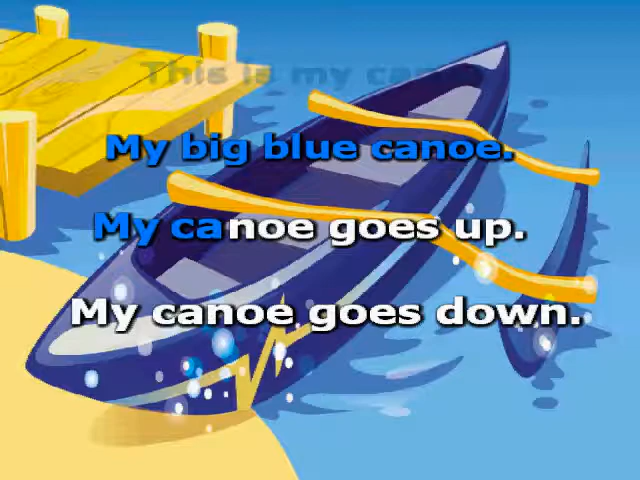 This is my canoe.
My big blue canoe.
My canoe goes up.
My canoe goes down.